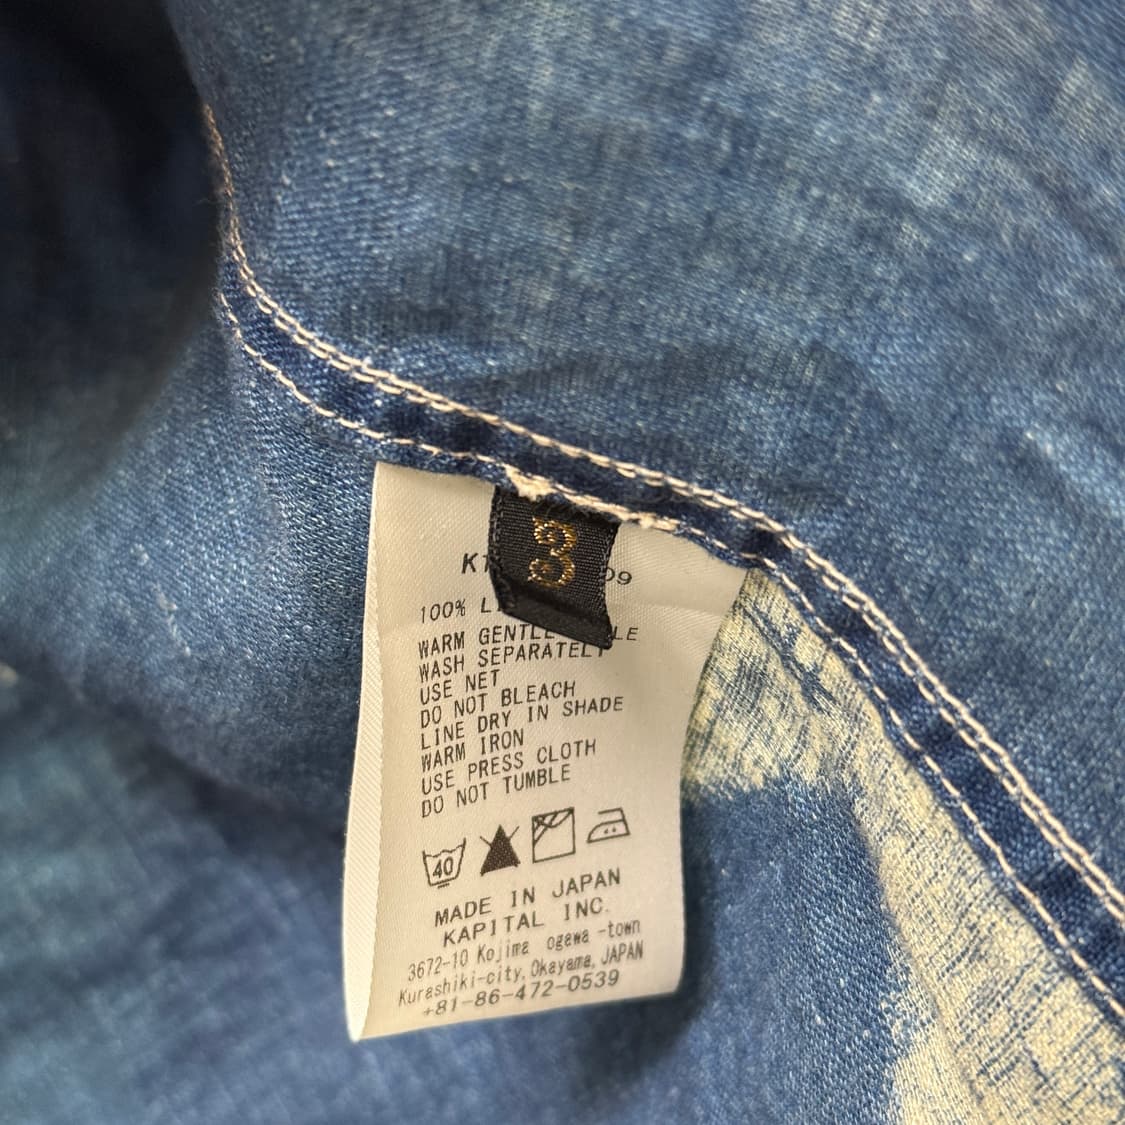 100%
WARM GENTLE
WASH SEPARATELY
USE NET
DO NOT BLEACH
LINE DRY IN SHADE
WARM IRON
USE PRESS CLOTH
DO NOT TUMBLE
40
MADE IN JAPAN
KAPITAL INC.
3672-10 Kojima ogawa -town
Kurashiki-city, Okayama, JAPAN
+81-86-472-0539